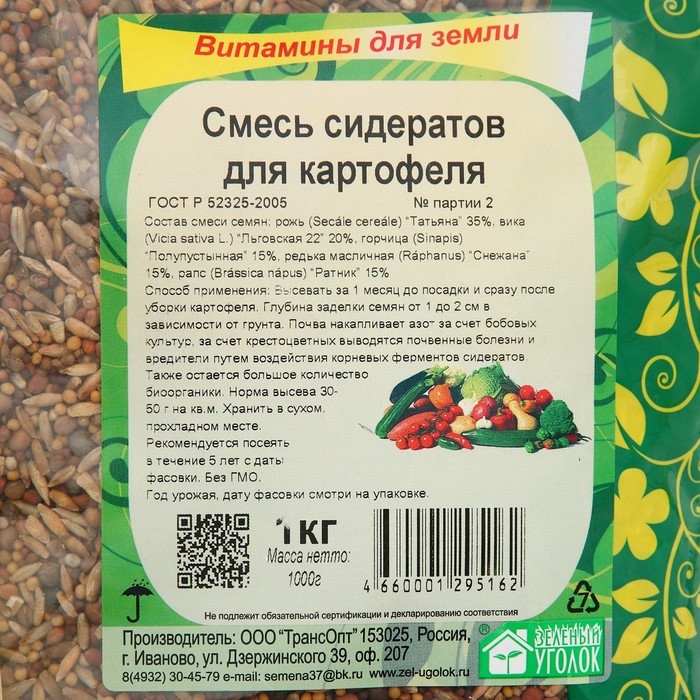 Витамины для земли
Смесь сидератов
для картофеля
ГОСТ Р 52325-2005 № партии 2
Состав смеси семян: рожь (Secále cereále) "Татьяна" 35%, вика
(Vicia sativa L.) "Льговская 22" 20%, горчица (Sinapis)
"Полупустынная" 15%, редька масличная (Ráphanus) "Снежана"
15%, рапс (Brássica nápus) "Ратник" 15%
Способ применения: Высевать за 1 месяц до посадки и сразу после
уборки картофеля. Глубина заделки семян от 1 до 2 см в
зависимости от грунта. Почва накапливает азот за счет бобовых
культур, за счет крестоцветных выводятся почвенные болезни и
вредители путем воздействия корневых ферментов сидератов.
Также остается большое количество
биоорганики. Норма высева 30-
50 г на кв.м. Хранить в сухом,
прохладном месте.
Рекомендуется посеять
в течение 5 лет с даты
фасовки. Без ГМО.
Год урожая, дату фасовки смотри на упаковке.
1 КГ
Масса нетто:
1000г
4 660001 295162
Не подлежит обязательной сертификации и декларированию соответствия
Производитель: ООО "ТрансОпт" 153025, Россия,
г. Иваново, ул. Дзержинского 39, оф. 207
8(4932) 30-45-79 e-mail: semena37@bk.ru www.zel-ugolok.ru
®
ЗЕЛЕНЫЙ
УГОЛОК